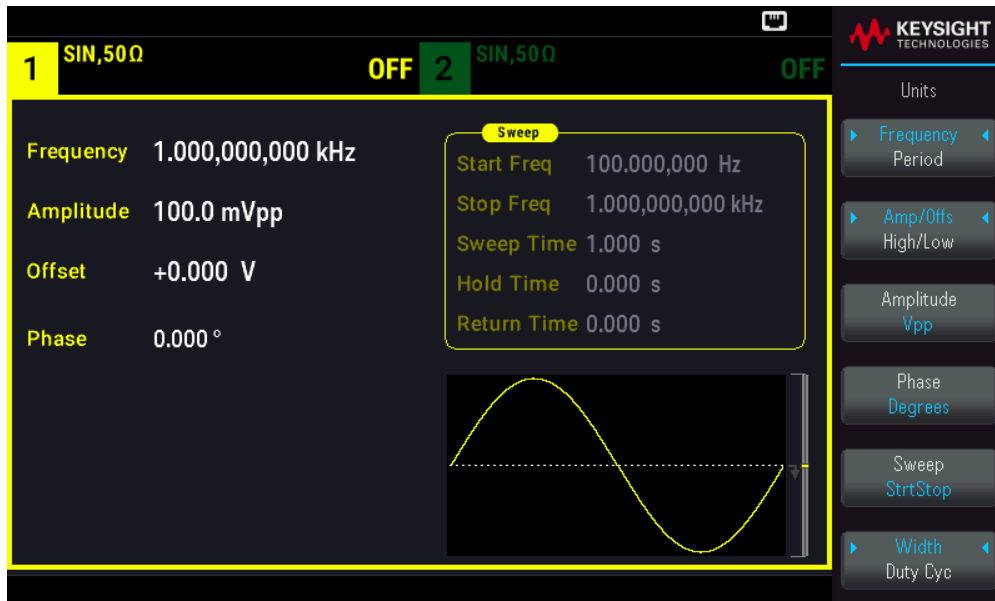 1 SIN,50Ω OFF
2 SIN,50Ω OFF
Frequency 1.000,000,000 kHz
Amplitude 100.0 mVpp
Offset +0.000 V
Phase 0.000 °
Sweep
Start Freq 100.000,000 Hz
Stop Freq 1.000,000,000 kHz
Sweep Time 1.000 s
Hold Time 0.000 s
Return Time 0.000 s
KEYSIGHT
TECHNOLOGIES
Units
Frequency
Period
Amp/Offs
High/Low
Amplitude
Vpp
Phase
Degrees
Sweep
StrtStop
Width
Duty Cyc